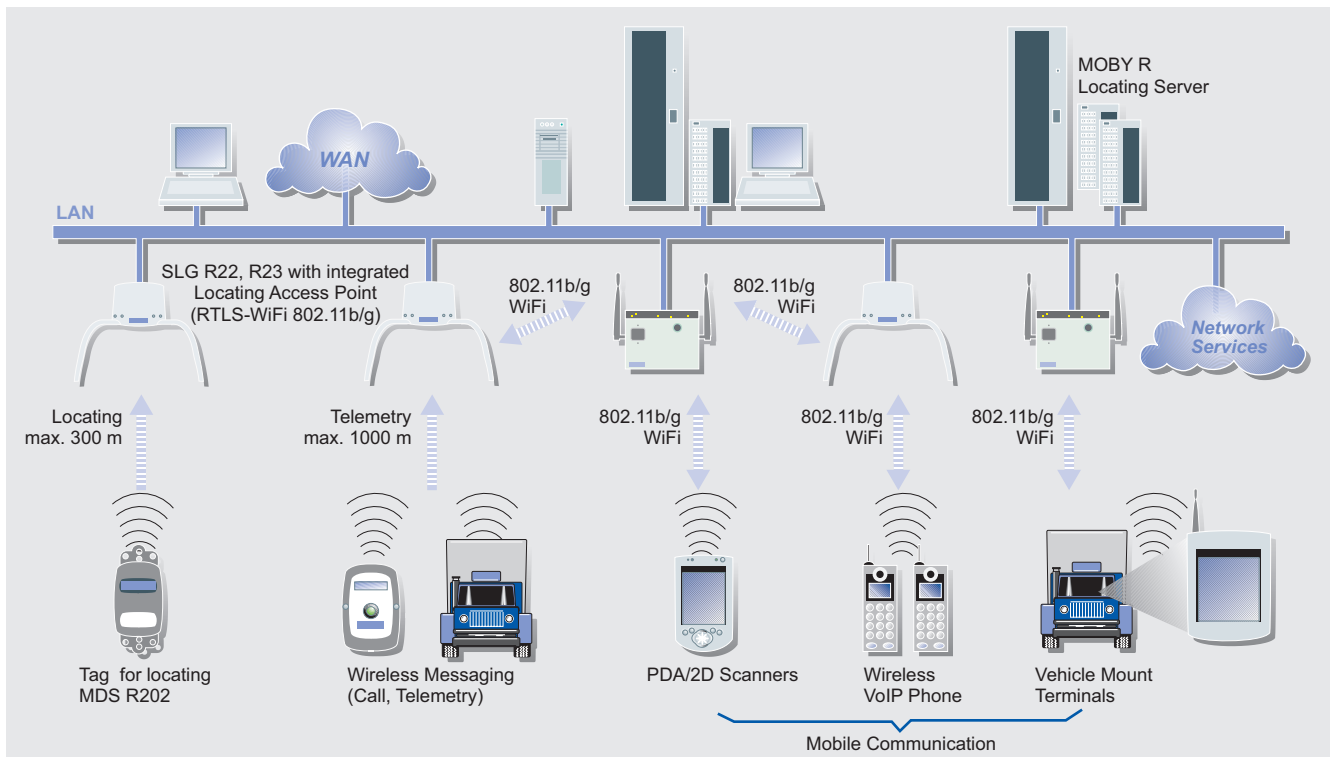 MOBY R
Locating Server
WAN
LAN
SLG R22, R23 with integrated
Locating Access Point
(RTLS-WiFi 802.11b/g)
802.11b/g
WiFi
802.11b/g
WiFi
Network
Services
Locating
max. 300 m
Telemetry
max. 1000 m
802.11b/g
WiFi
802.11b/g
WiFi
802.11b/g
WiFi
Tag for locating
MDS R202
Wireless Messaging
(Call, Telemetry)
PDA/2D Scanners
Wireless
VoIP Phone
Vehicle Mount
Terminals
Mobile Communication